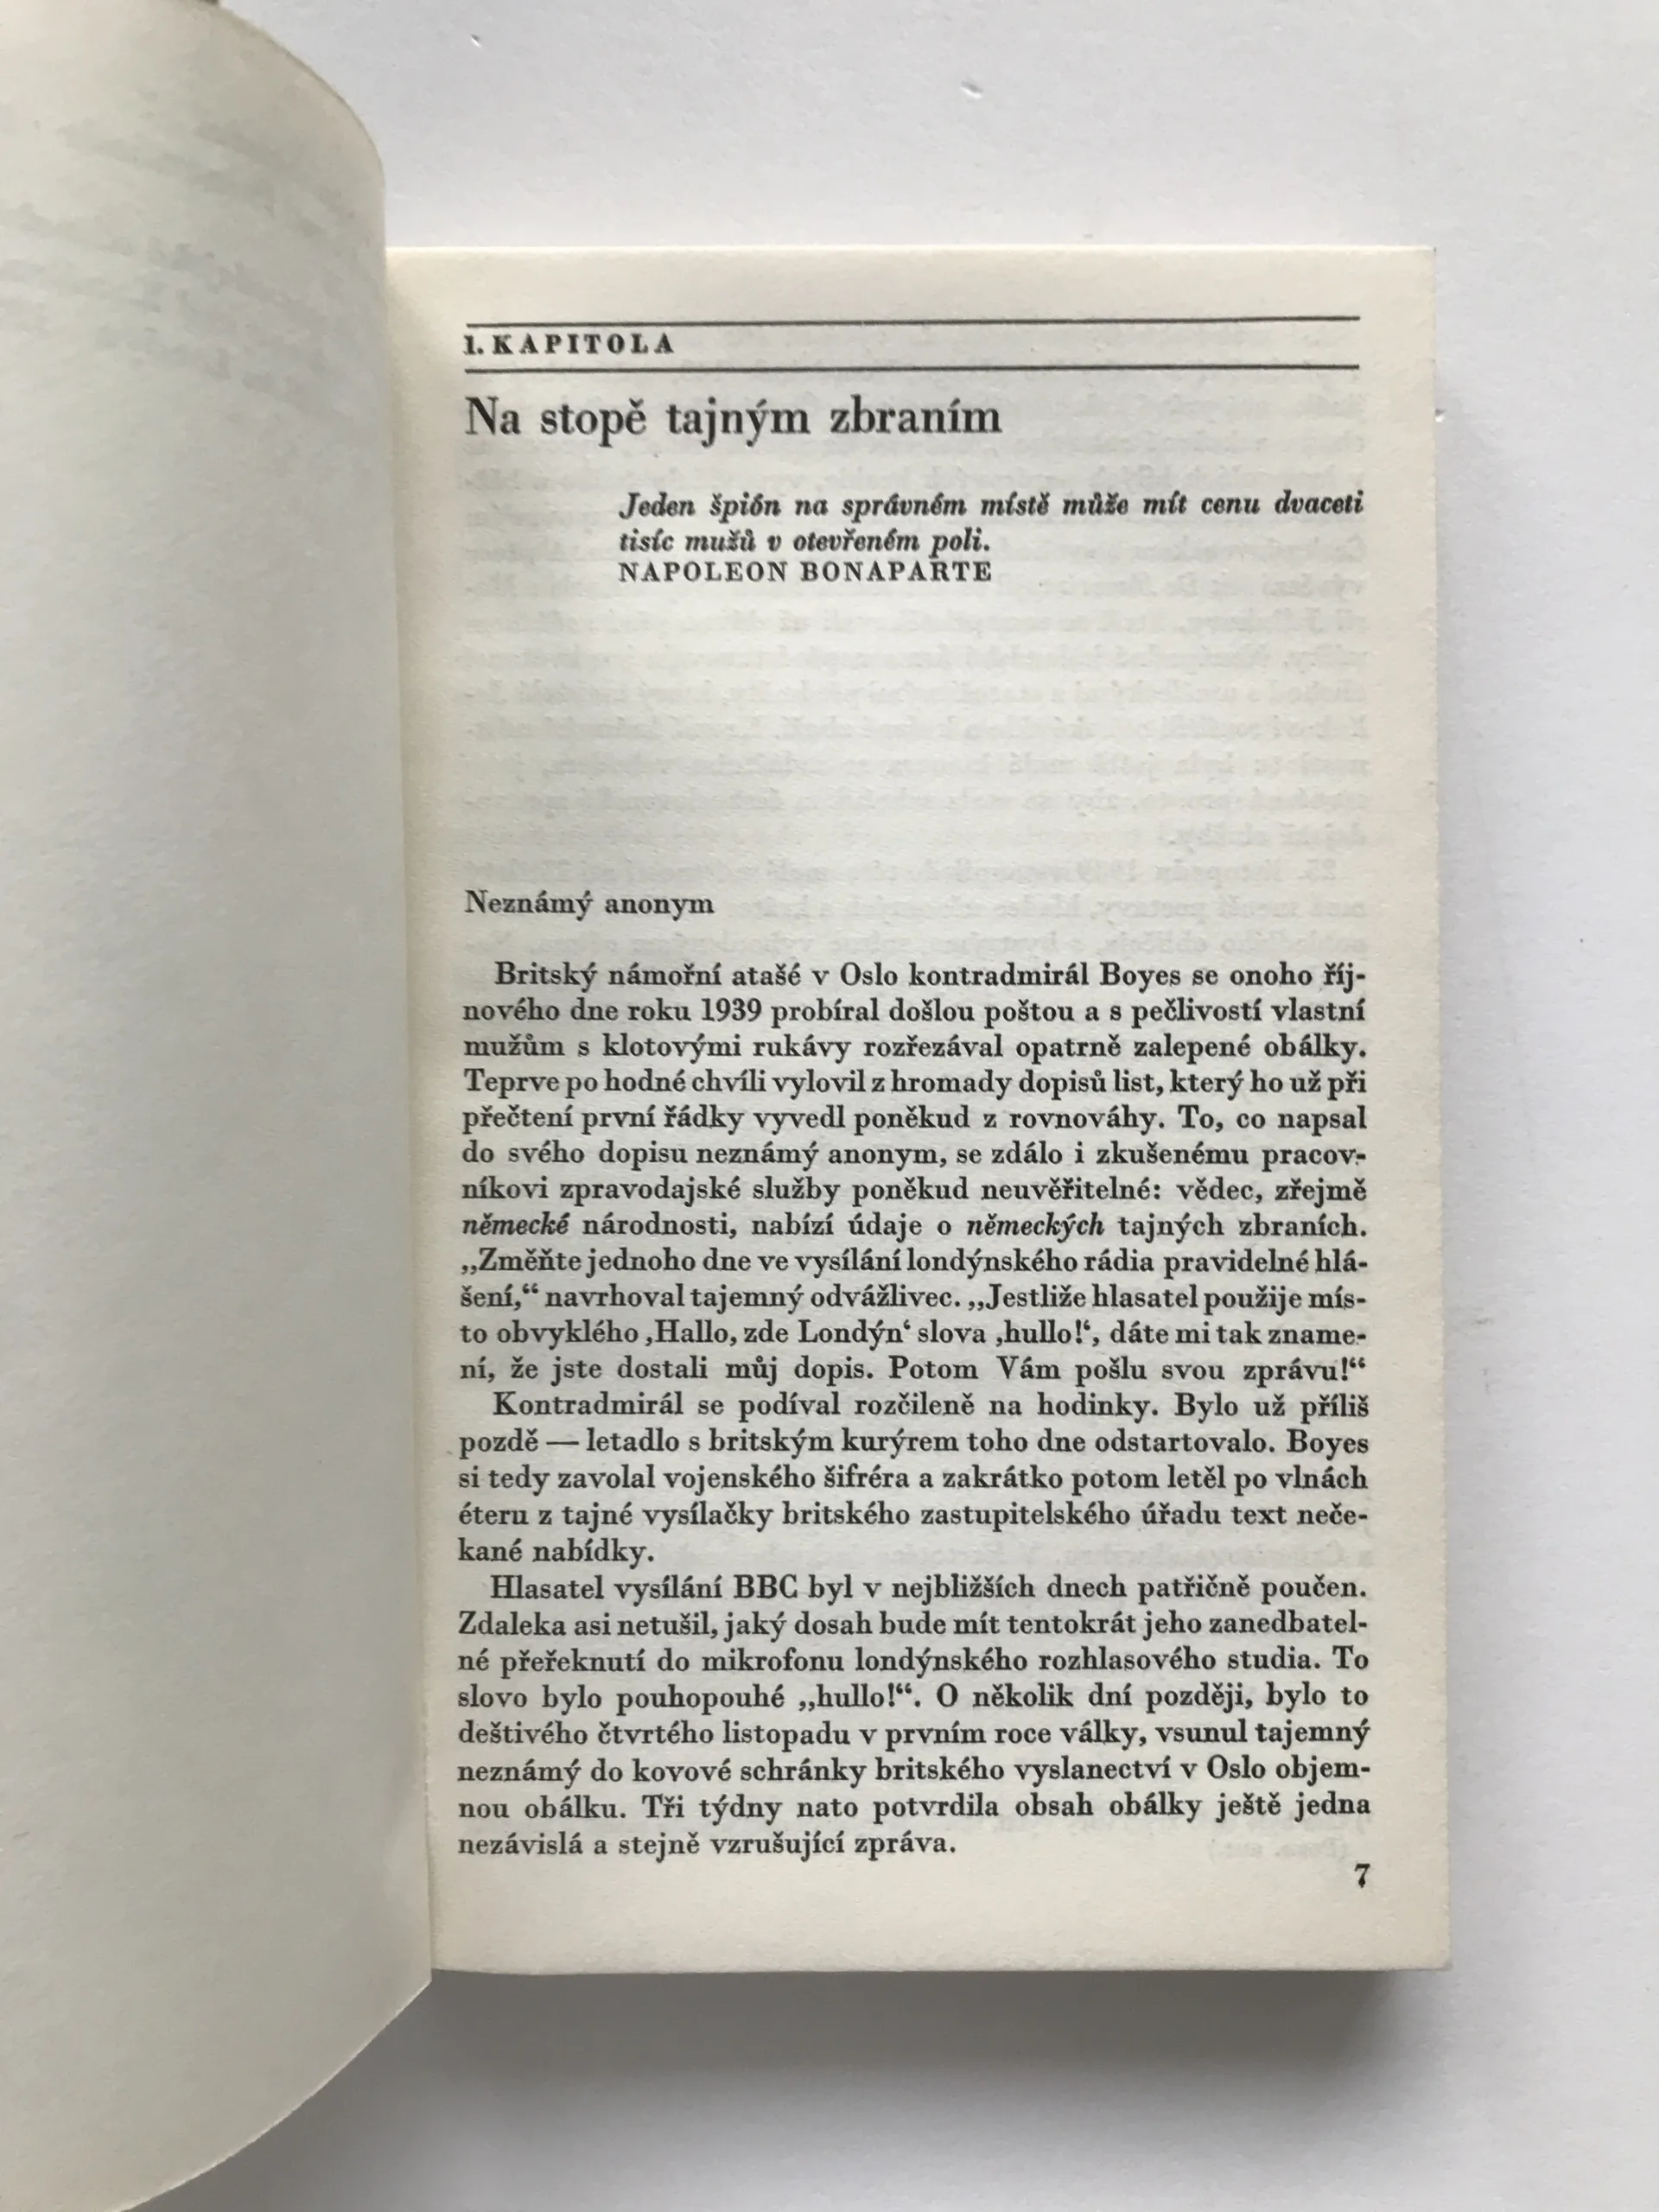 1. KAPITOLA
Na stopě tajným zbraním
Jeden špión na správném místě může mít cenu dvaceti
tisíc mužů v otevřeném poli.
NAPOLEON BONAPARTE
Neznámý anonym
Britský námořní atašé v Oslo kontradmirál Boyes se onoho říj-
nového dne roku 1939 probíral došlou poštou a s pečlivostí vlastní
mužům s klotovými rukávy rozřezával opatrně zalepené obálky.
Teprve po hodné chvíli vylovil z hromady dopisů list, který ho už při
přečtení první řádky vyvedl poněkud z rovnováhy. To, co napsal
do svého dopisu neznámý anonym, se zdálo i zkušenému pracov-
níkovi zpravodajské služby poněkud neuvěřitelné: vědec, zřejmě
německé národnosti, nabízí údaje o německých tajných zbraních.
„Změňte jednoho dne ve vysílání londýnského rádia pravidelné hlá-
šení,“ navrhoval tajemný odvážlivec. „Jestliže hlasatel použije mís-
to obvyklého ‚Hallo, zde Londýn‘ slova ‚hullo!‘, dáte mi tak zname-
ní, že jste dostali můj dopis. Potom Vám pošlu svou zprávu!“
Kontradmirál se podíval rozčileně na hodinky. Bylo už příliš
pozdě — letadlo s britským kurýrem toho dne odstartovalo. Boyes
si tedy zavolal vojenského šifréra a zakrátko potom letěl po vlnách
éteru z tajné vysílačky britského zastupitelského úřadu text neče-
kané nabídky.
Hlasatel vysílání BBC byl v nejbližších dnech patřičně poučen.
Zdaleka asi netušil, jaký dosah bude mít tentokrát jeho zanedbatel-
né přeřeknutí do mikrofonu londýnského rozhlasového studia. To
slovo bylo pouhopouhé „hullo!“. O několik dní později, bylo to
deštivého čtvrtého listopadu v prvním roce války, vsunul tajemný
neznámý do kovové schránky britského vyslanectví v Oslo objem-
nou obálku. Tři týdny nato potvrdila obsah obálky ještě jedna
nezávislá a stejně vzrušující zpráva.
7